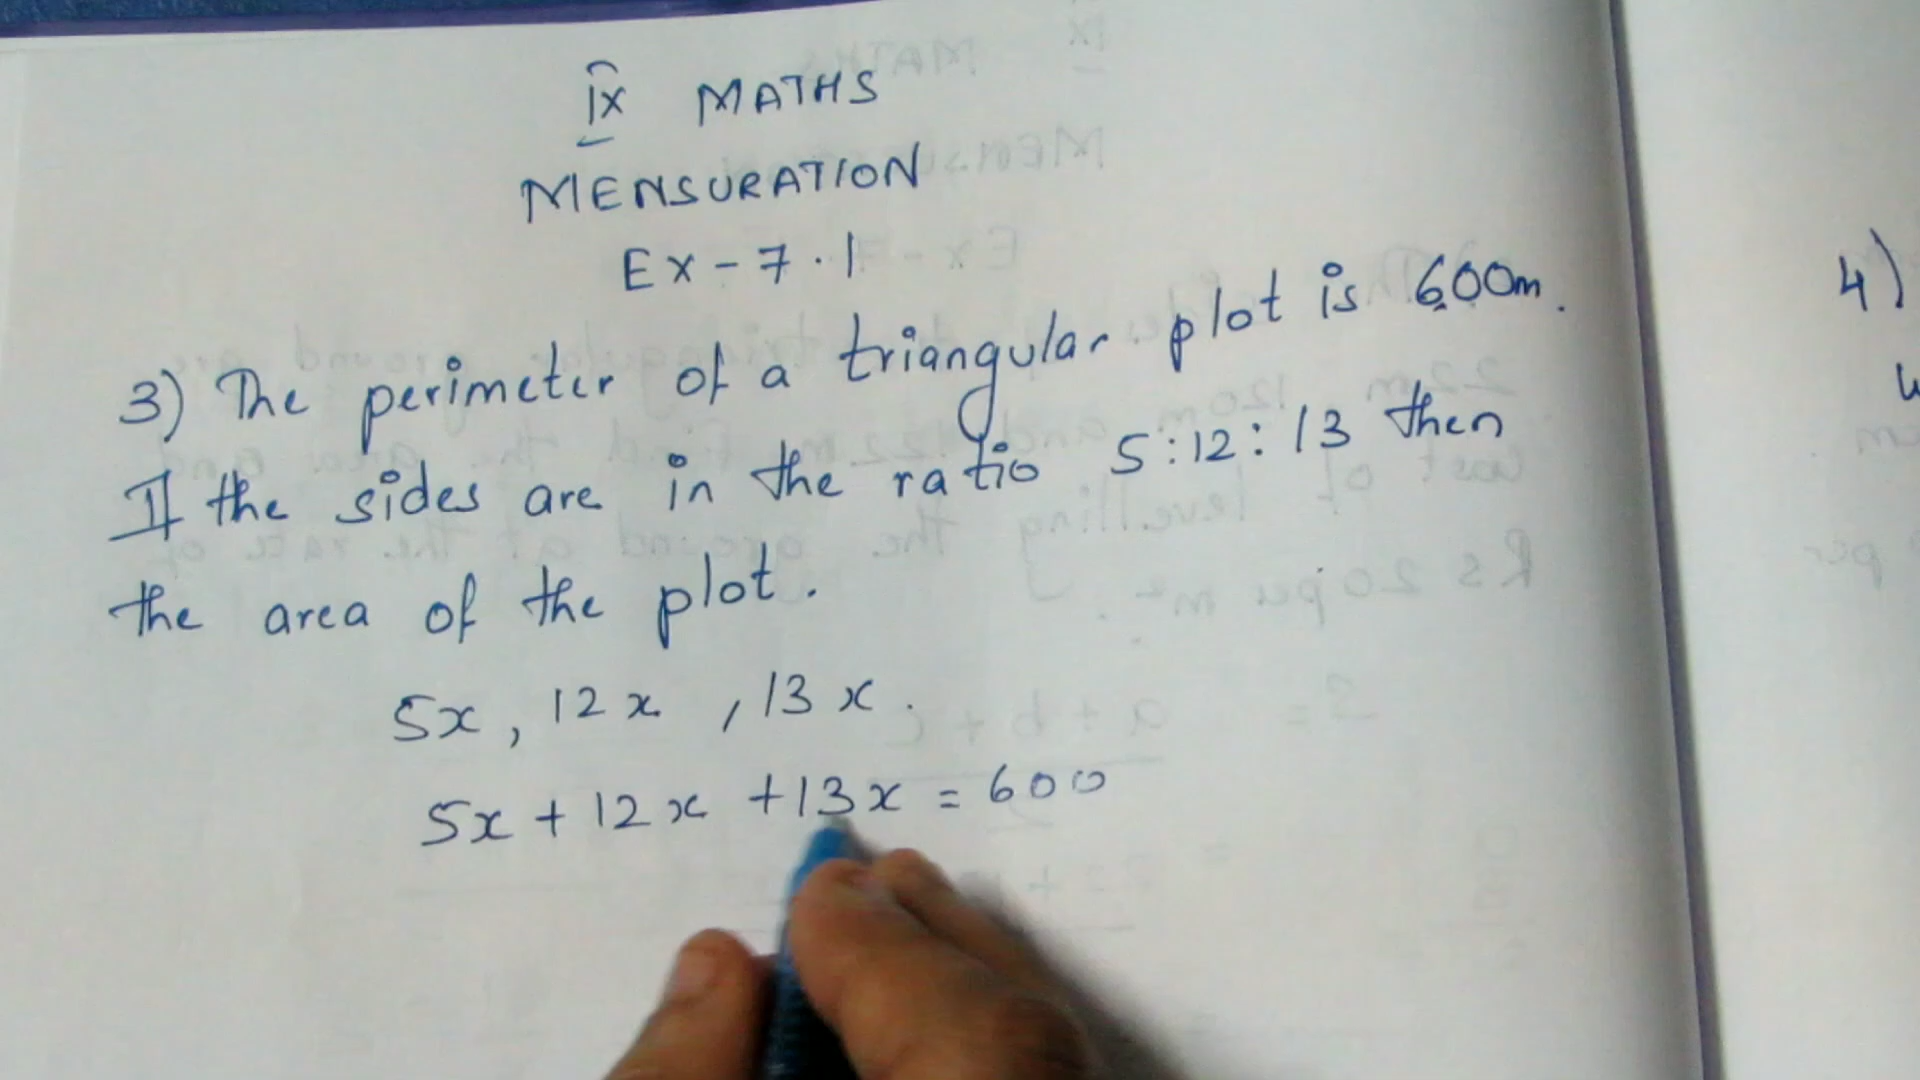 IX MATHS
MENSURATION
Ex - 7.1
3) The perimeter of a triangular plot is 600m.
If the sides are in the ratio 5:12:13 then
the area of the plot.
5x, 12x, 13x.
5x + 12x + 13x = 600
4)